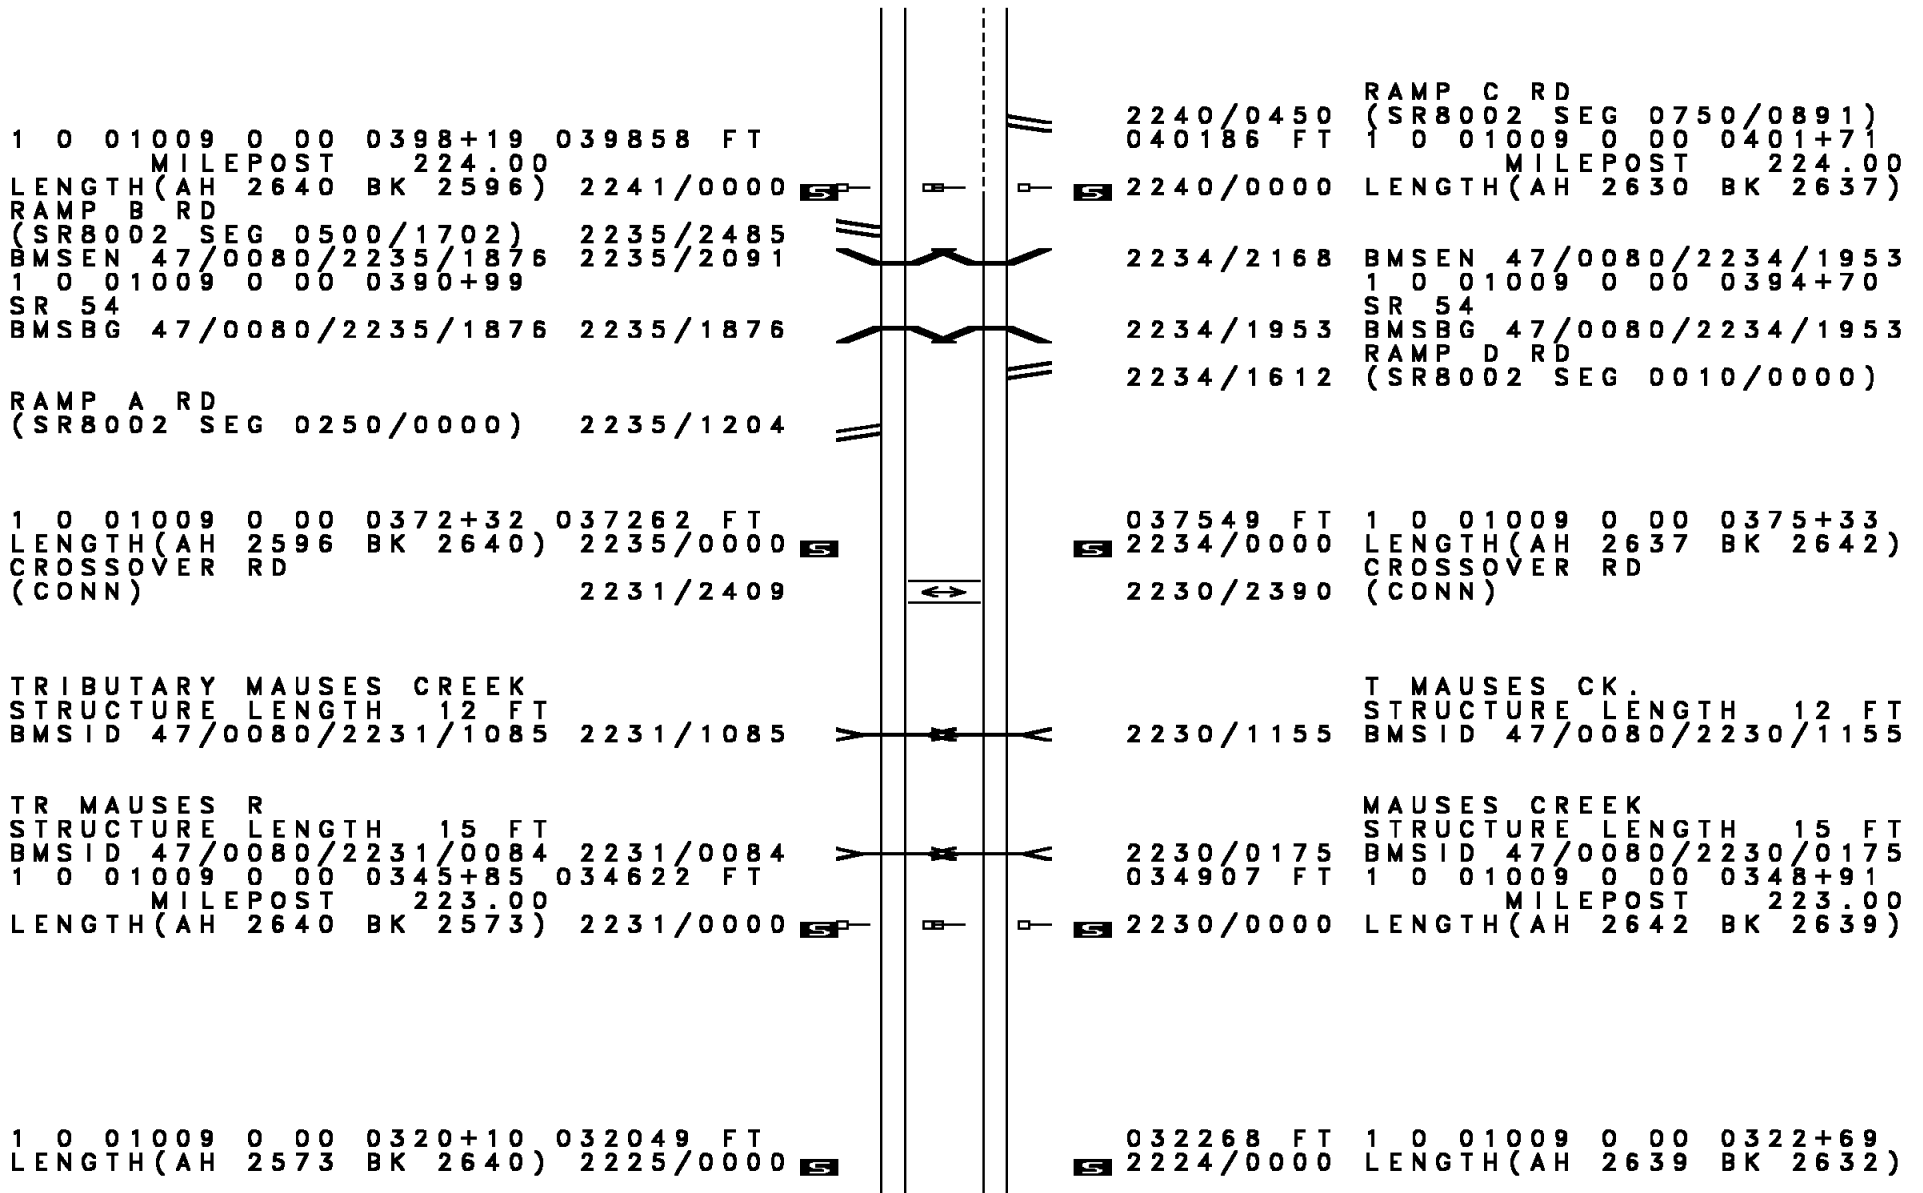 RAMP C RD
2240/0450 (SR8002 SEG 0750/0891)
1 0 01009 0 00 0398+19 039858 FT 040186 FT 1 0 01009 0 00 0401+71
MILEPOST 224.00 MILEPOST 224.00
LENGTH(AH 2640 BK 2596) 2241/0000 S S 2240/0000 LENGTH(AH 2630 BK 2637)
RAMP B RD
(SR8002 SEG 0500/1702) 2235/2485
BMSEN 47/0080/2235/1876 2235/2091 2234/2168 BMSEN 47/0080/2234/1953
1 0 01009 0 00 0390+99 1 0 01009 0 00 0394+70
SR 54 SR 54
BMSBG 47/0080/2235/1876 2235/1876 2234/1953 BMSBG 47/0080/2234/1953
RAMP D RD
2234/1612 (SR8002 SEG 0010/0000)
RAMP A RD
(SR8002 SEG 0250/0000) 2235/1204
1 0 01009 0 00 0372+32 037262 FT 037549 FT 1 0 01009 0 00 0375+33
LENGTH(AH 2596 BK 2640) 2235/0000 S S 2234/0000 LENGTH(AH 2637 BK 2642)
CROSSOVER RD CROSSOVER RD
(CONN) 2231/2409 2230/2390 (CONN)
TRIBUTARY MAUSES CREEK T MAUSES CK.
STRUCTURE LENGTH 12 FT STRUCTURE LENGTH 12 FT
BMSID 47/0080/2231/1085 2231/1085 2230/1155 BMSID 47/0080/2230/1155
TR MAUSES R MAUSES CREEK
STRUCTURE LENGTH 15 FT STRUCTURE LENGTH 15 FT
BMSID 47/0080/2231/0084 2231/0084 2230/0175 BMSID 47/0080/2230/0175
1 0 01009 0 00 0345+85 034622 FT 034907 FT 1 0 01009 0 00 0348+91
MILEPOST 223.00 MILEPOST 223.00
LENGTH(AH 2640 BK 2573) 2231/0000 S S 2230/0000 LENGTH(AH 2642 BK 2639)
1 0 01009 0 00 0320+10 032049 FT 032268 FT 1 0 01009 0 00 0322+69
LENGTH(AH 2573 BK 2640) 2225/0000 S S 2224/0000 LENGTH(AH 2639 BK 2632)